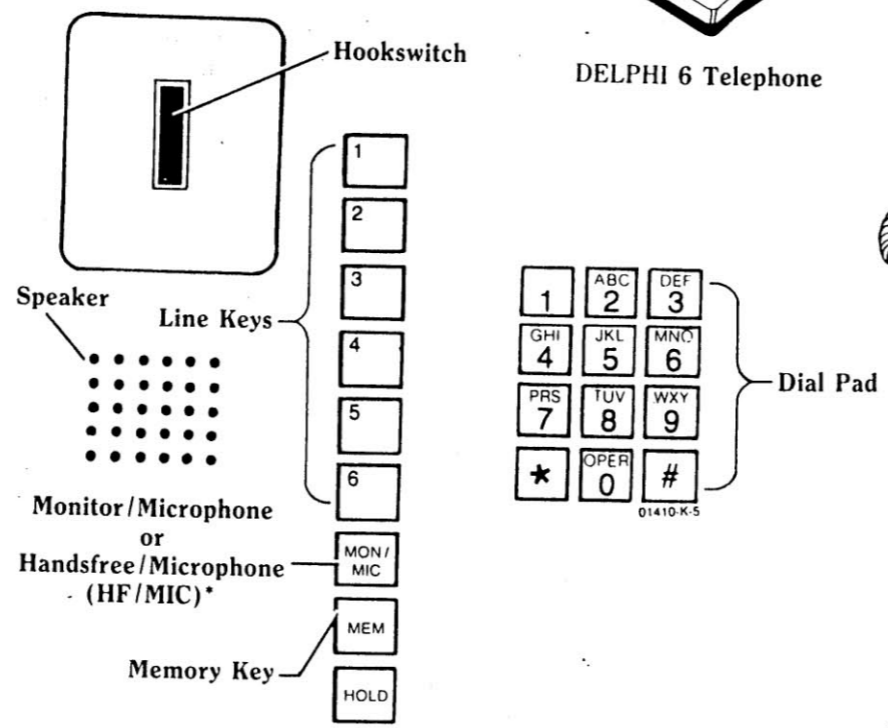 Hookswitch
DELPHI 6 Telephone
1
2
3
4
5
6
Line Keys
Speaker
Monitor/Microphone
or
Handsfree/Microphone
(HF/MIC)*
MON/
MIC
MEM
Memory Key
HOLD
1
ABC
2
DEF
3
GHI
4
JKL
5
MNO
6
PRS
7
TUV
8
WXY
9
*
OPER
0
#
01410-K-5
Dial Pad